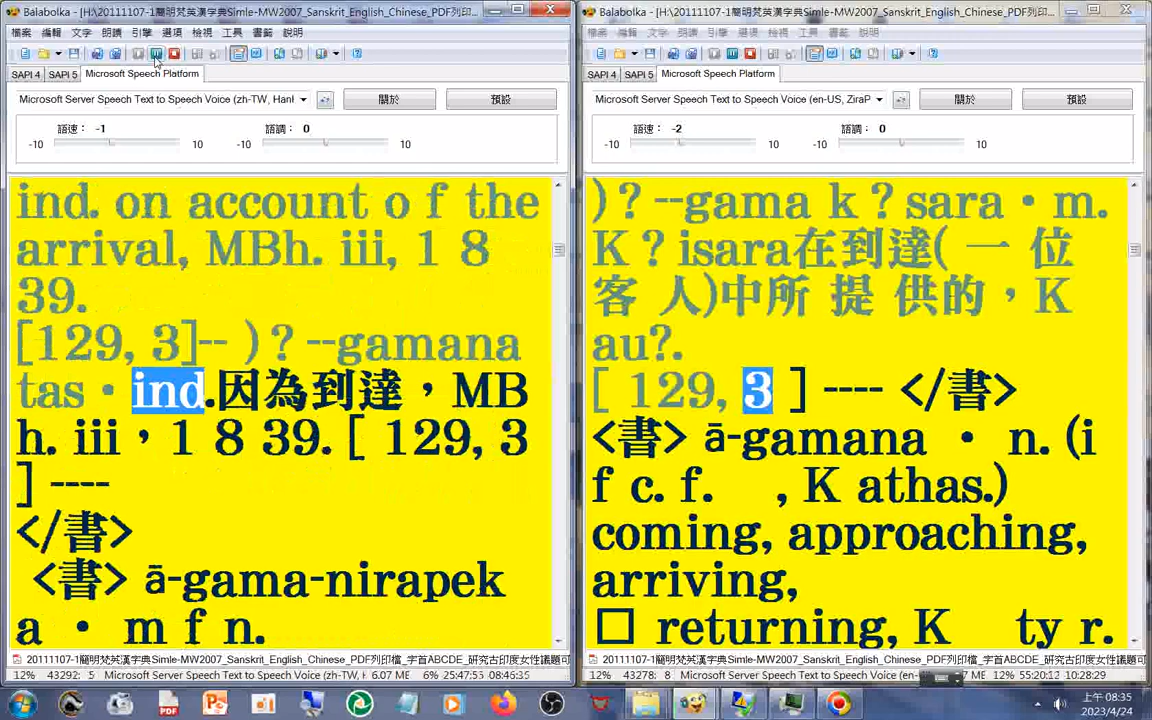 Balabolka - [H:\20111107-1簡明梵英漢字典Simle-MW2007_Sanskrit_English_Chinese_PDF列印...
檔案 編輯 文字 朗讀 引擎 選項 檢視 工具 書籤 說明
SAPI 4 SAPI 5 Microsoft Speech Platform
Microsoft Server Speech Text to Speech Voice (zh-TW, Hanl
關於
預設
語速： -1
語調： 0
-10 10 -10 10
ind. on account o f the
arrival, MBh. iii, 1 8
39.
[129, 3]-- )？--gamana
tas • ind.因為到達，MB
h. iii，1 8 39. [ 129, 3
] ----
</書>
<書> ā-gama-nirapek
a • m f n.
20111107-1簡明梵英漢字典Simle-MW2007_Sanskrit_English_Chinese_PDF列印檔_字首ABCDE_研究古印度女性議題可
12% 43292: 5 Microsoft Server Speech Text to Speech Voice (zh-TW, H 6.07 ME 6% 25:47:55 08:46:35
Balabolka - [H:\20111107-1簡明梵英漢字典Simle-MW2007_Sanskrit_English_Chinese_PDF列印...
檔案 編輯 文字 朗讀 引擎 選項 檢視 工具 書籤 說明
SAPI 4 SAPI 5 Microsoft Speech Platform
Microsoft Server Speech Text to Speech Voice (en-US, ZiraP
關於
預設
語速： -2
語調： 0
-10 10 -10 10
)？--gama k？sara • m.
K？isara在到達( 一 位
客 人)中所 提 供的，K
au?.
[ 129, 3 ] ---- </書>
<書> ā-gamana • n. (i
f c. f. , K athas.)
coming, approaching,
arriving,
□ returning, K ty r.
20111107-1簡明梵英漢字典Simle-MW2007_Sanskrit_English_Chinese_PDF列印檔_字首ABCDE_研究古印度女性議題可
12% 43278: 8 Microsoft Server Speech Text to Speech Voice (en-us 12% 55:20:12 10:28:29
上午 08:35
2023/4/24